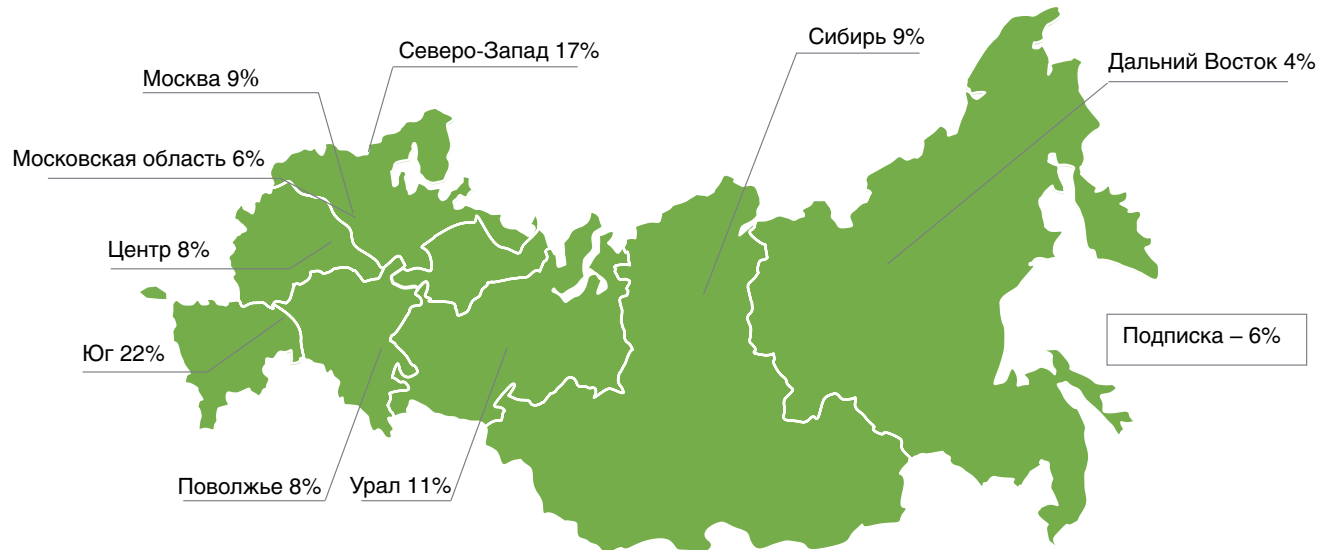 Северо-Запад 17%
Сибирь 9%
Дальний Восток 4%
Москва 9%
Московская область 6%
Центр 8%
Юг 22%
Подписка – 6%
Поволжье 8%
Урал 11%